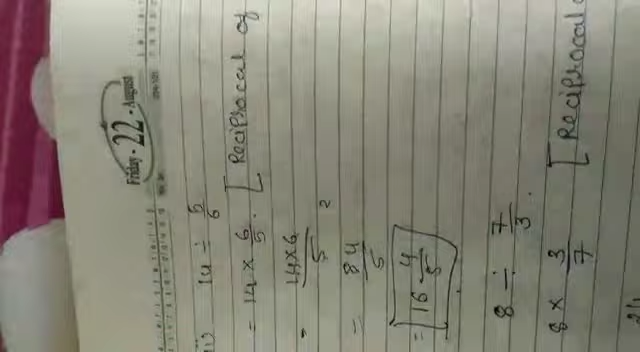 Friday - 22 - August
14 ÷ 5/6
= 14 × 6/5 . [Reciprocal of
= 14×6/5
= 84/5
= 16 4/5
8 ÷ 7/3 .
8 × 3/7 [Reciprocal